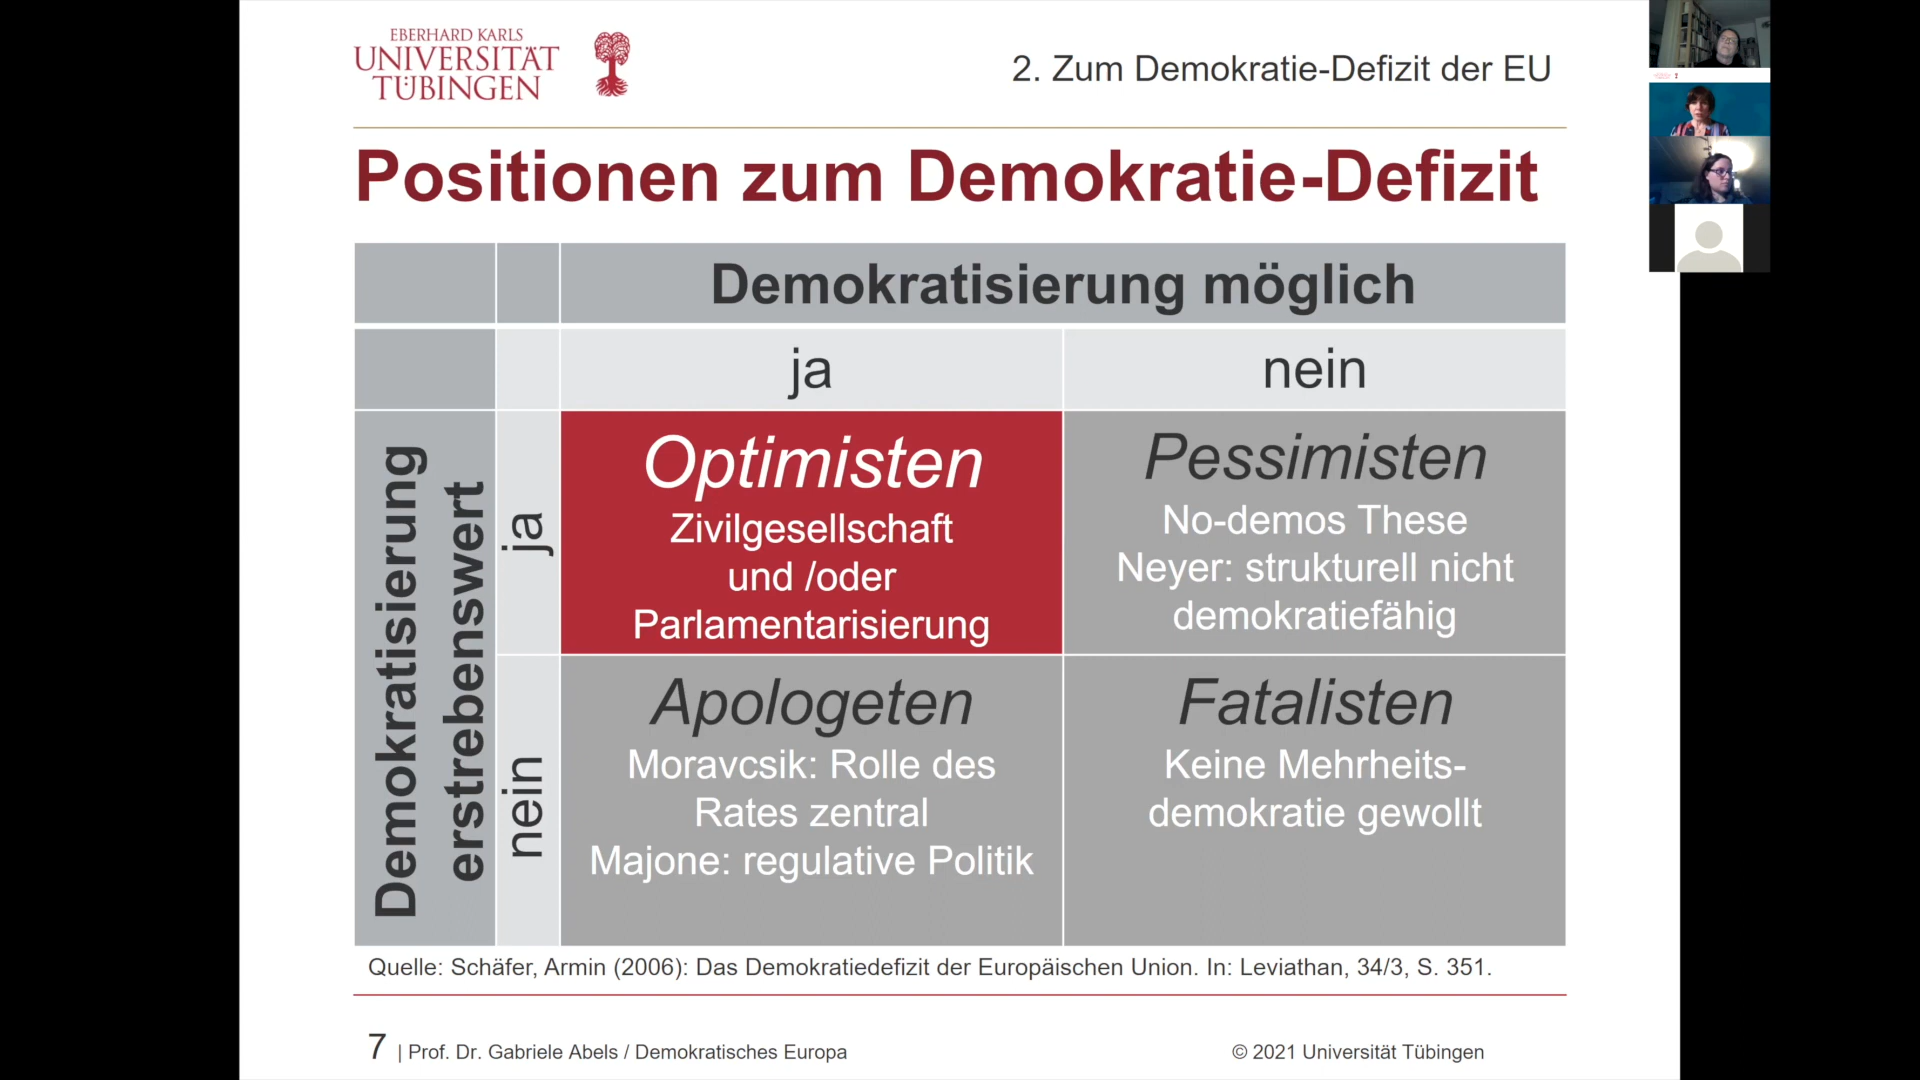 EBERHARD KARLS
UNIVERSITÄT
TÜBINGEN
2. Zum Demokratie-Defizit der EU
Positionen zum Demokratie-Defizit
Demokratisierung möglich
ja
nein
Demokratisierung
erstrebenswert
ja
Optimisten
Zivilgesellschaft
und /oder
Parlamentarisierung
Pessimisten
No-demos These
Neyer: strukturell nicht
demokratiefähig
nein
Apologeten
Moravcsik: Rolle des
Rates zentral
Majone: regulative Politik
Fatalisten
Keine Mehrheits-
demokratie gewollt
Quelle: Schäfer, Armin (2006): Das Demokratiedefizit der Europäischen Union. In: Leviathan, 34/3, S. 351.
7 | Prof. Dr. Gabriele Abels / Demokratisches Europa
© 2021 Universität Tübingen